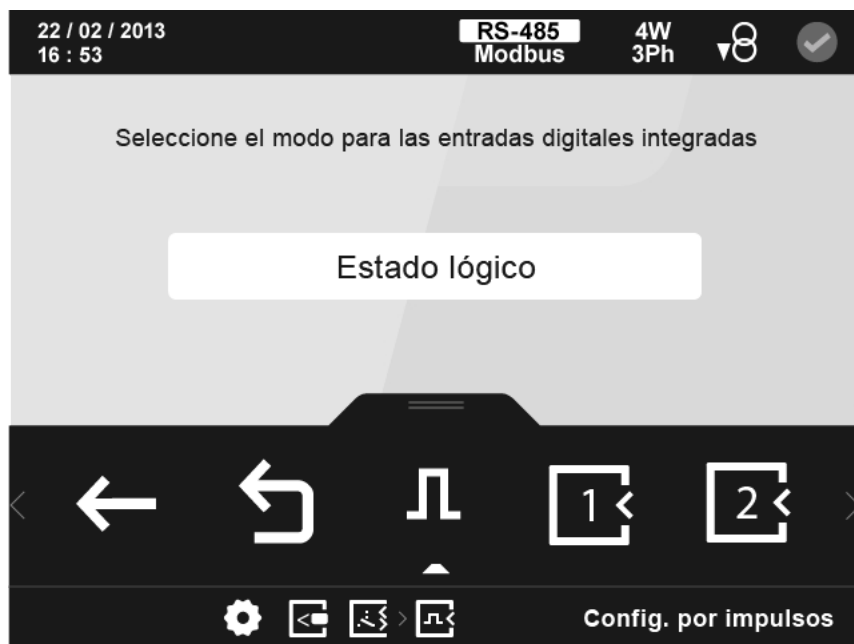 22 / 02 / 2013
16 : 53
RS-485
Modbus
4W
3Ph
Seleccione el modo para las entradas digitales integradas
Estado lógico
1
2
Config. por impulsos